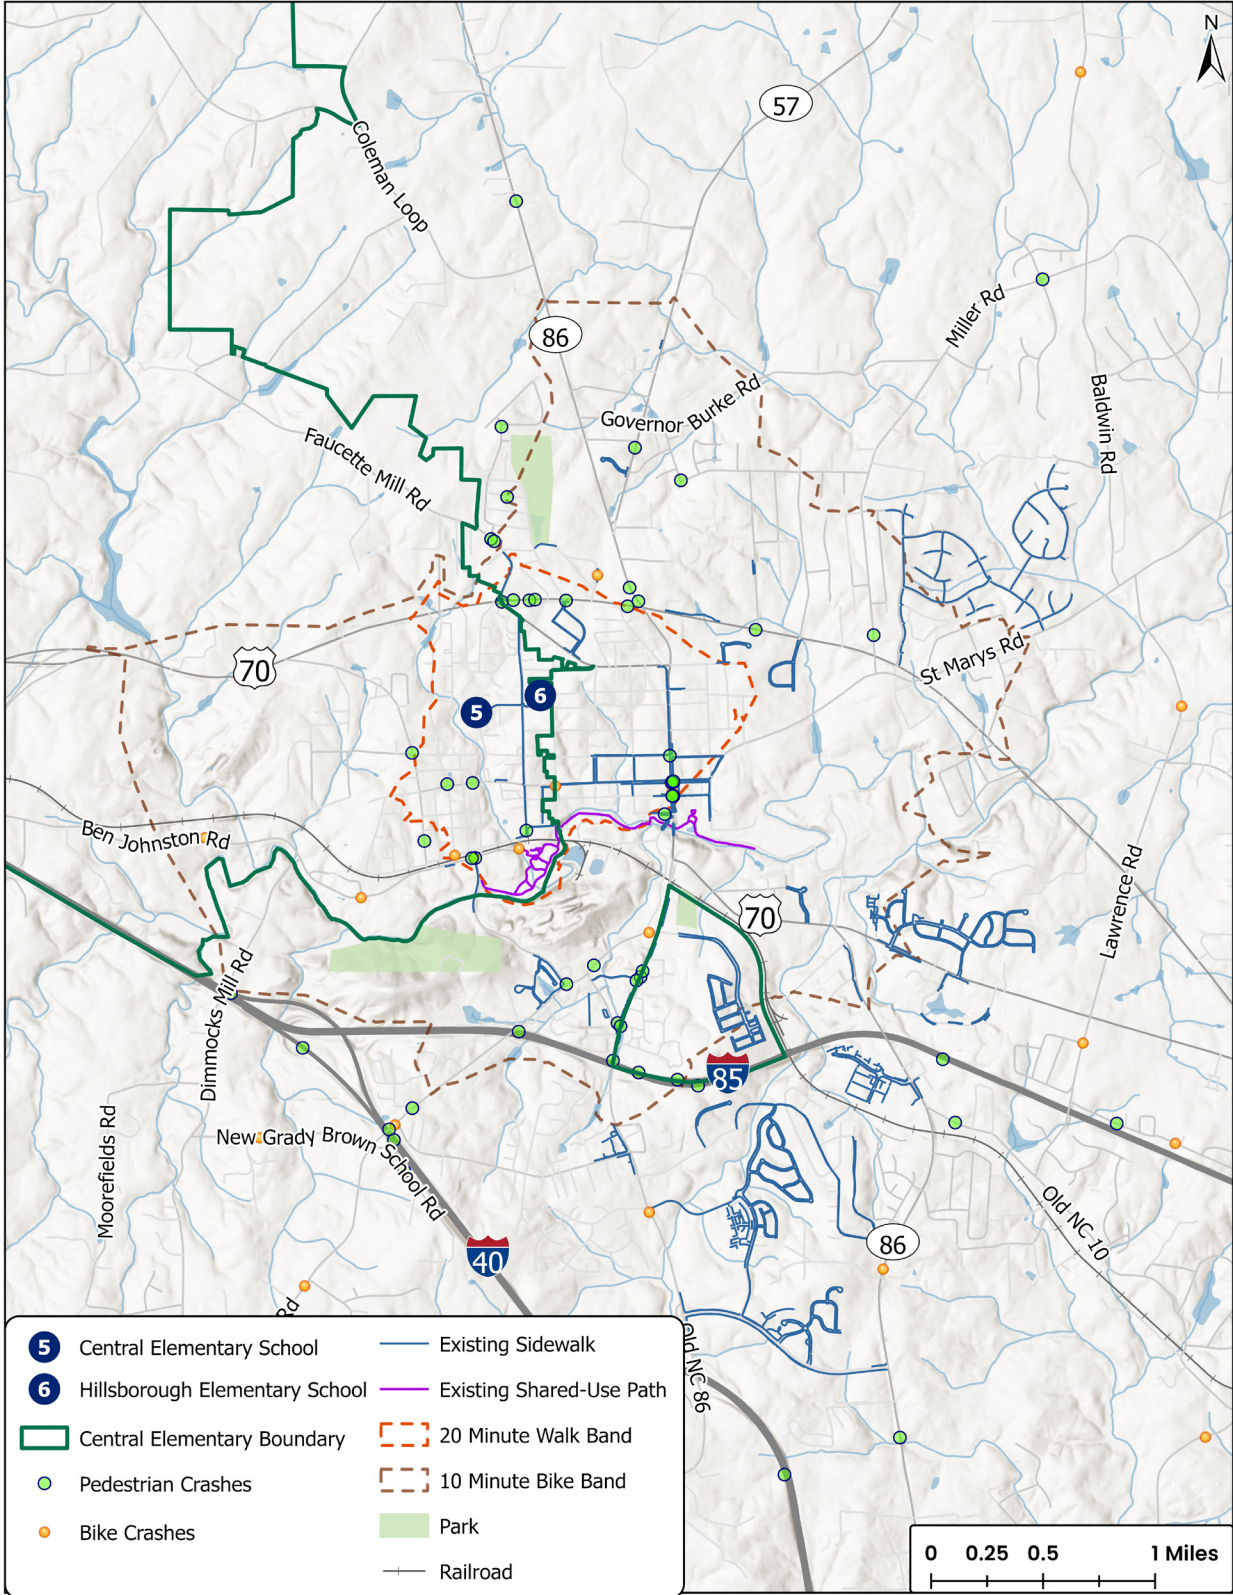 N
57
Coleman Loop
86
Miller Rd
Governor Burke Rd
Baldwin Rd
Faucette Mill Rd
70
St Marys Rd
6
5
Ben Johnston Rd
Lawrence Rd
70
Dimmocks Mill Rd
85
Moorefields Rd
New Grady Brown School Rd
Old NC 10
86
40
Rd
Old NC 86
5 Central Elementary School
6 Hillsborough Elementary School
Central Elementary Boundary
Pedestrian Crashes
Bike Crashes
Existing Sidewalk
Existing Shared-Use Path
20 Minute Walk Band
10 Minute Bike Band
Park
Railroad
0 0.25 0.5 1 Miles